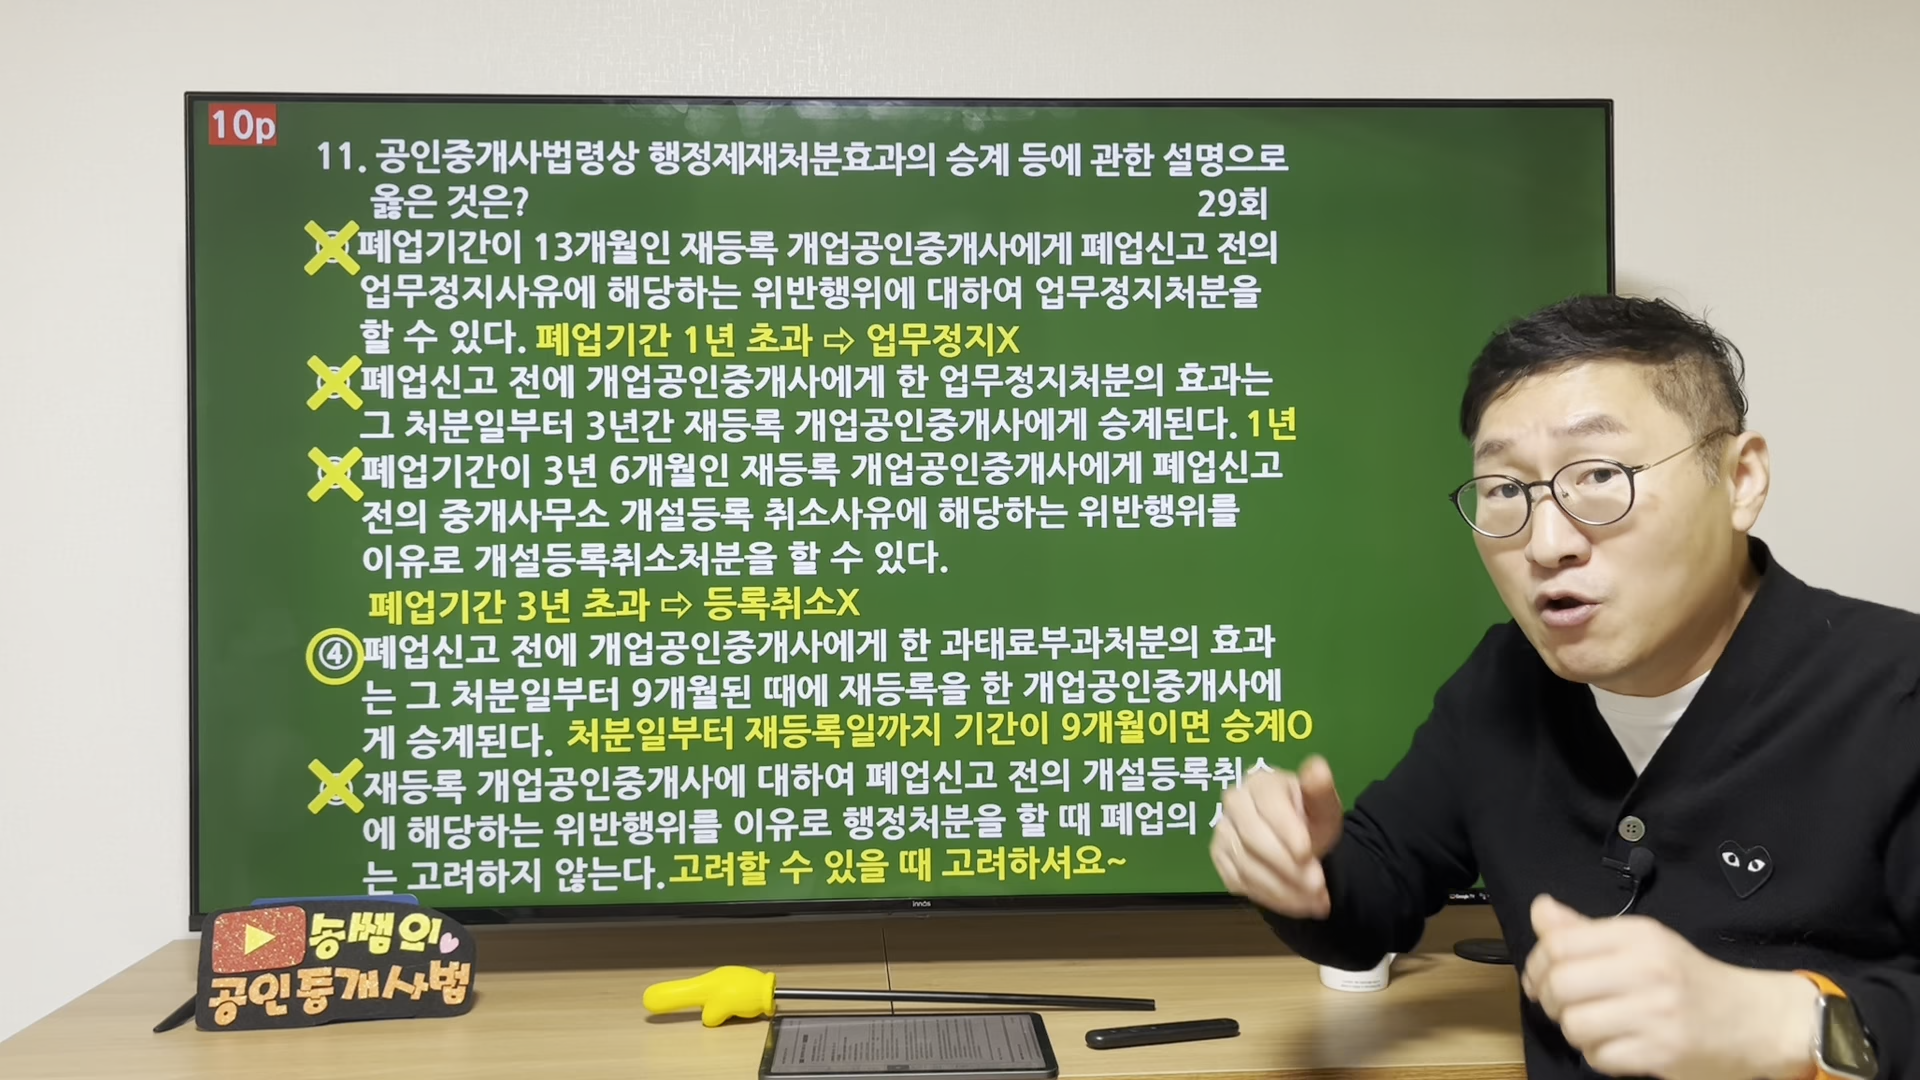 10p
11. 공인중개사법령상 행정제재처분효과의 승계 등에 관한 설명으로
옳은 것은? 29회
폐업기간이 13개월인 재등록 개업공인중개사에게 폐업신고 전의
업무정지사유에 해당하는 위반행위에 대하여 업무정지처분을
할 수 있다. 폐업기간 1년 초과 ⇨ 업무정지X
폐업신고 전에 개업공인중개사에게 한 업무정지처분의 효과는
그 처분일부터 3년간 재등록 개업공인중개사에게 승계된다. 1년
폐업기간이 3년 6개월인 재등록 개업공인중개사에게 폐업신고
전의 중개사무소 개설등록 취소사유에 해당하는 위반행위를
이유로 개설등록취소처분을 할 수 있다.
폐업기간 3년 초과 ⇨ 등록취소X
④ 폐업신고 전에 개업공인중개사에게 한 과태료부과처분의 효과
는 그 처분일부터 9개월된 때에 재등록을 한 개업공인중개사에
게 승계된다. 처분일부터 재등록일까지 기간이 9개월이면 승계O
재등록 개업공인중개사에 대하여 폐업신고 전의 개설등록취소
에 해당하는 위반행위를 이유로 행정처분을 할 때 폐업의
는 고려하지 않는다. 고려할 수 있을 때 고려하셔요~
innos
송쌤의
공인중개사법